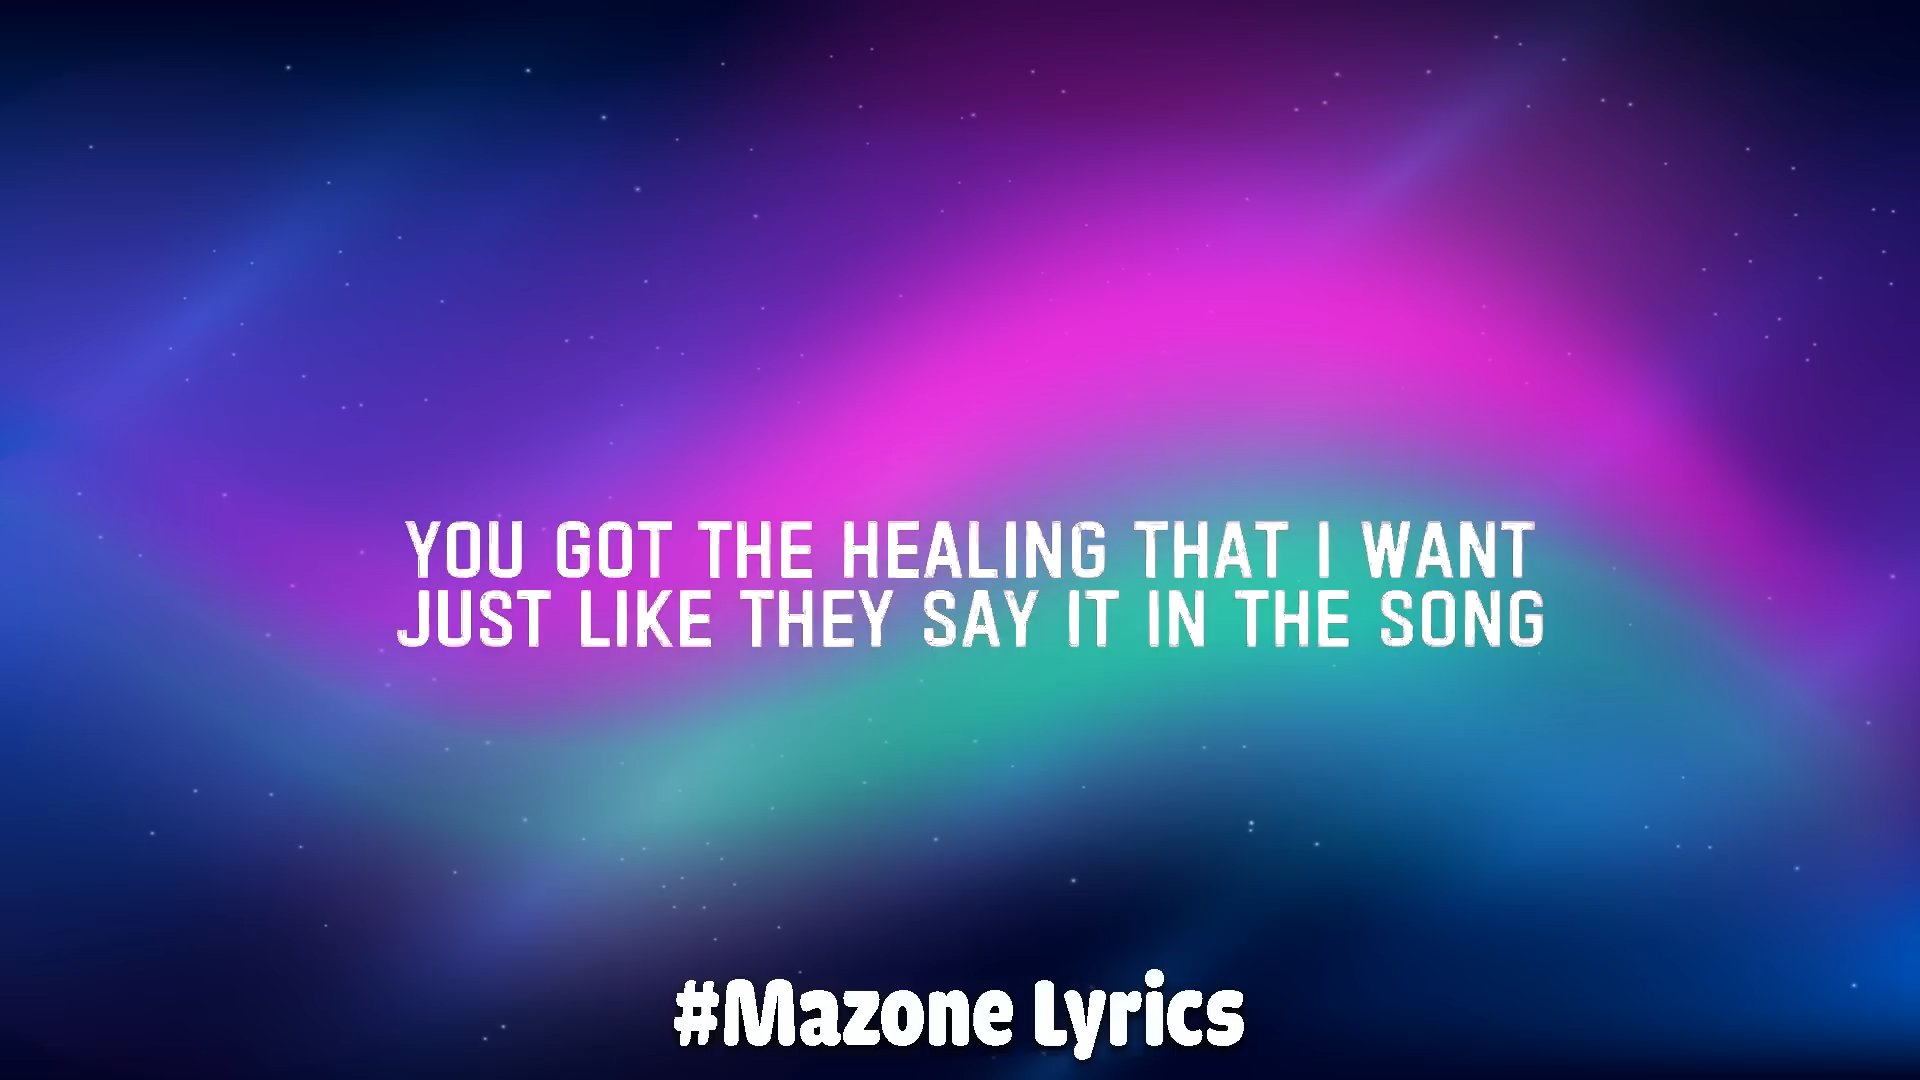 YOU GOT THE HEALING THAT I WANT
JUST LIKE THEY SAY IT IN THE SONG
#Mazone Lyrics